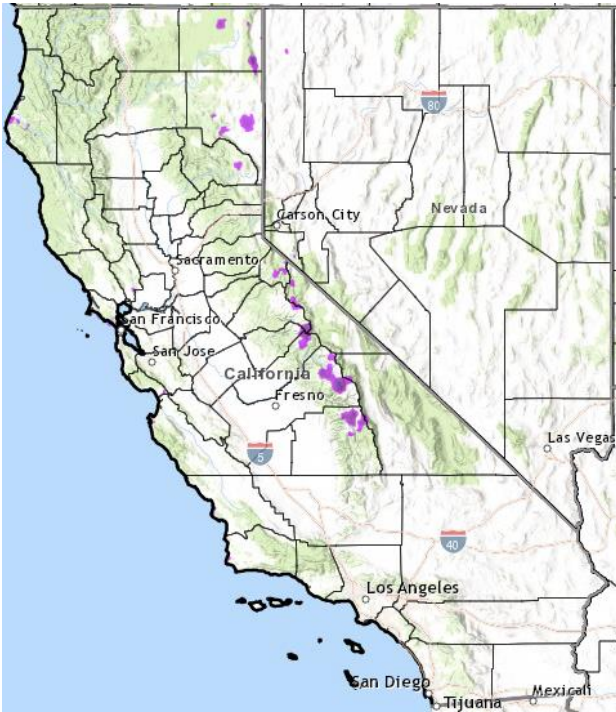 80
Nevada
Carson City
Sacramento
San Francisco
San Jose
California
Fresno
Las Vegas
5
40
Los Angeles
San Diego
Tijuana
Mexicali